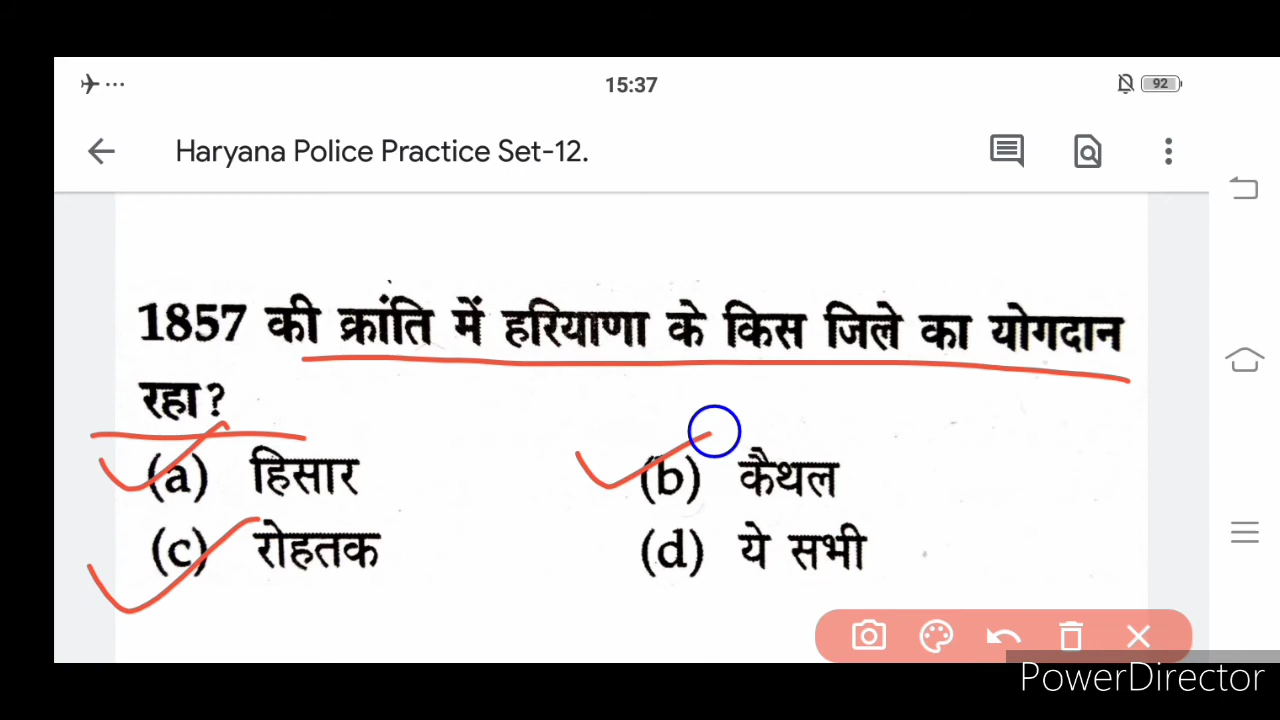 15:37
92
Haryana Police Practice Set-12.
1857 की क्रांति में हरियाणा के किस जिले का योगदान
रहा?
(a) हिसार (b) कैथल
(c) रोहतक (d) ये सभी
PowerDirector